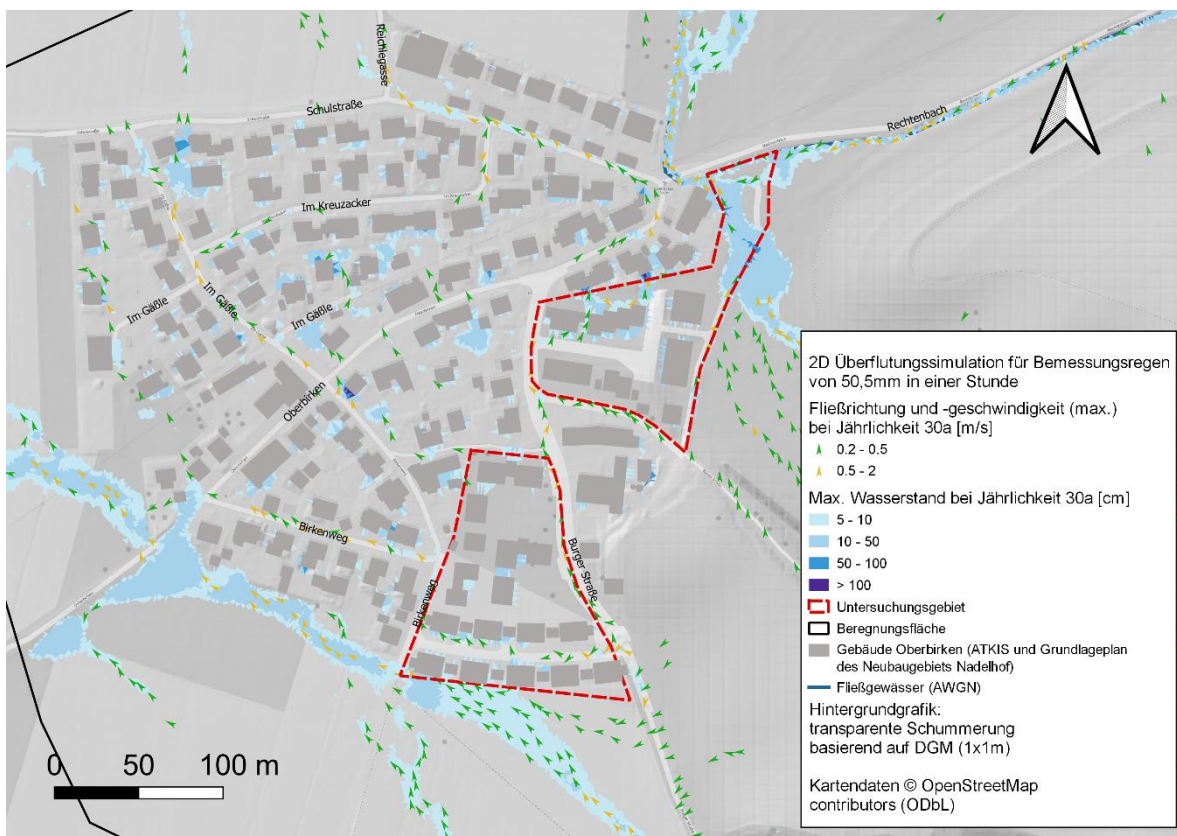 Reichlegasse
Schulstraße
Rechtenbach
Im Kreuzacker
Im Gäßle
Im Gäßle
Im Gäßle
Oberbirken
Birkenweg
Birkenweg
Burger Straße
0 50 100 m
2D Überflutungssimulation für Bemessungsregen
von 50,5mm in einer Stunde
Fließrichtung und -geschwindigkeit (max.)
bei Jährlichkeit 30a [m/s]
0.2 - 0.5
0.5 - 2
Max. Wasserstand bei Jährlichkeit 30a [cm]
5 - 10
10 - 50
50 - 100
> 100
Untersuchungsgebiet
Beregnungsfläche
Gebäude Oberbirken (ATKIS und Grundlageplan
des Neubaugebiets Nadelhof)
Fließgewässer (AWGN)
Hintergrundgrafik:
transparente Schummerung
basierend auf DGM (1x1m)
Kartendaten © OpenStreetMap
contributors (ODbL)